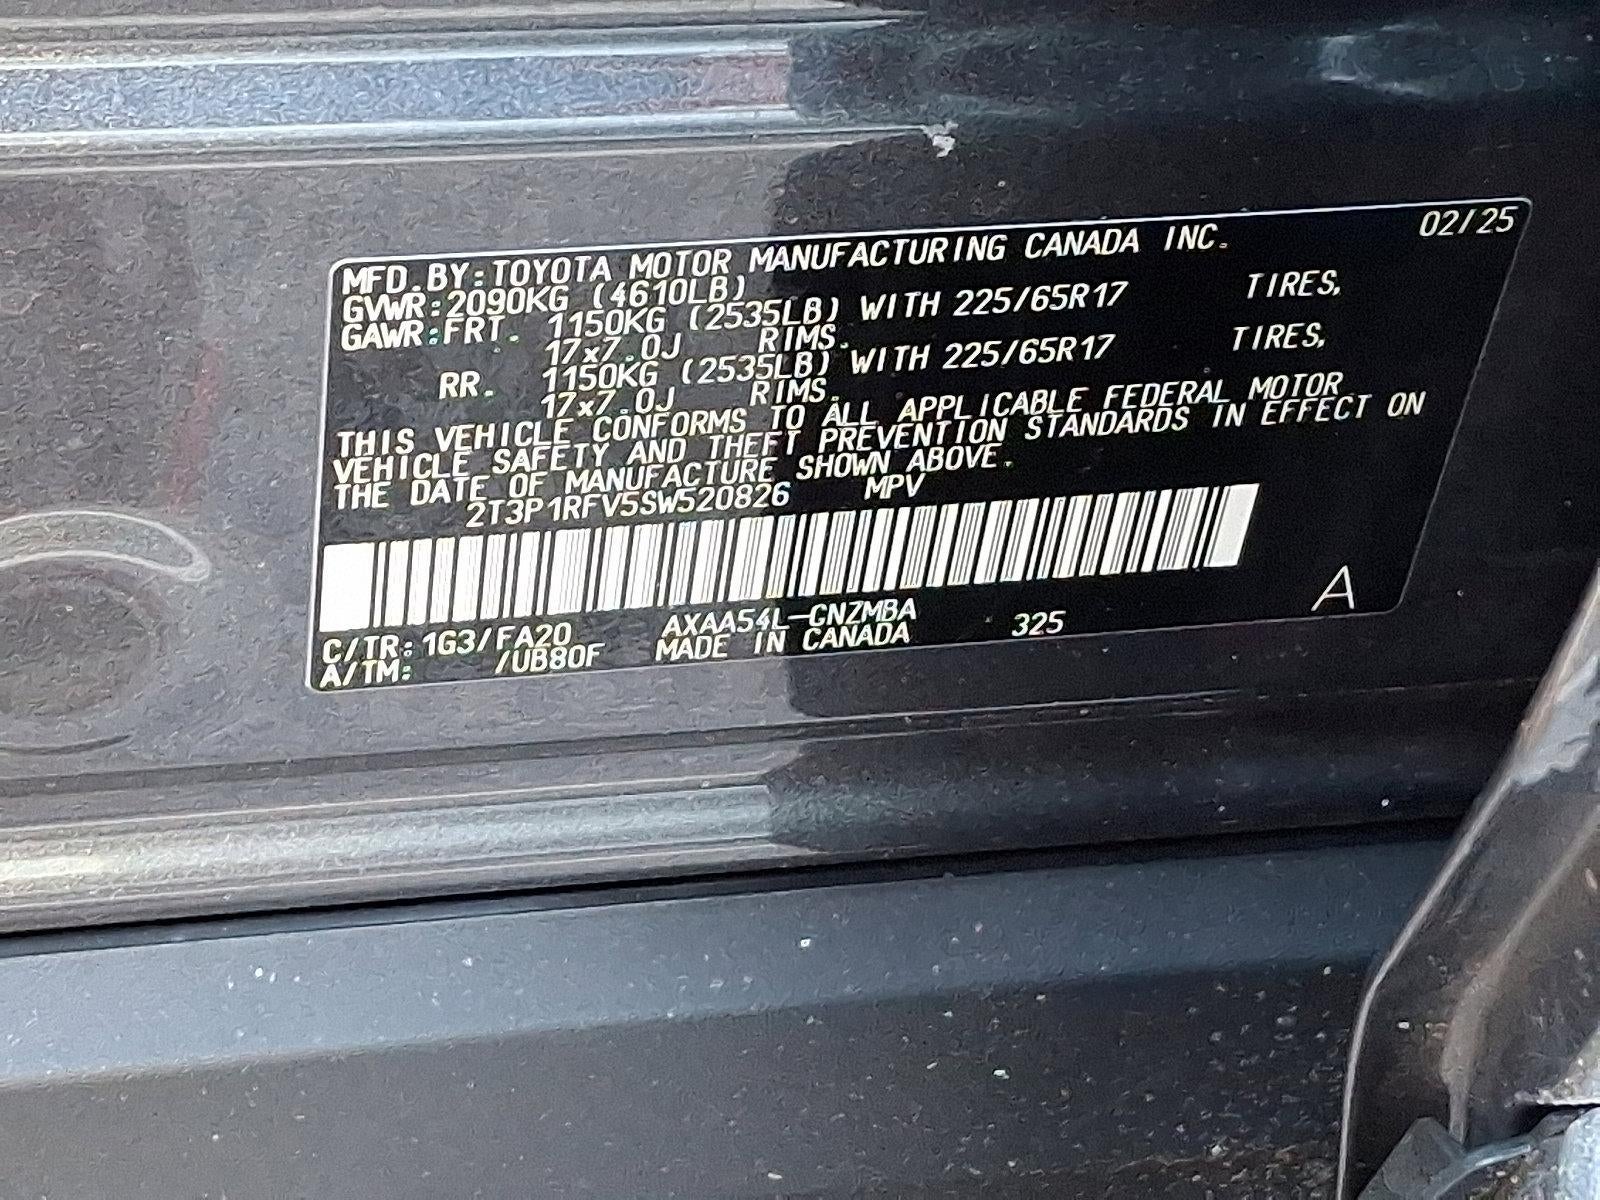 02/25
MFD.BY:TOYOTA MOTOR MANUFACTURING CANADA INC.
GVWR:2090KG (4610LB)
GAWR:FRT. 1150KG (2535LB) WITH 225/65R17 TIRES,
17x7.0J RIMS.
RR. 1150KG (2535LB) WITH 225/65R17 TIRES,
17x7.0J RIMS.
THIS VEHICLE CONFORMS TO ALL APPLICABLE FEDERAL MOTOR
VEHICLE SAFETY AND THEFT PREVENTION STANDARDS IN EFFECT ON
THE DATE OF MANUFACTURE SHOWN ABOVE.
2T3P1RFV5SW520826 MPV
C/TR:1G3/FA20 AXAA54L-CNZMBA
A/TM: /UB80F MADE IN CANADA 325
A